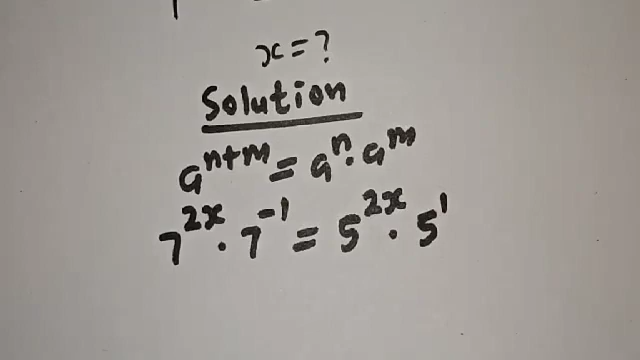 x=?
Solution
a^{n+m} = a^n · a^m
7^{2x} · 7^{-1} = 5^{2x} · 5^1